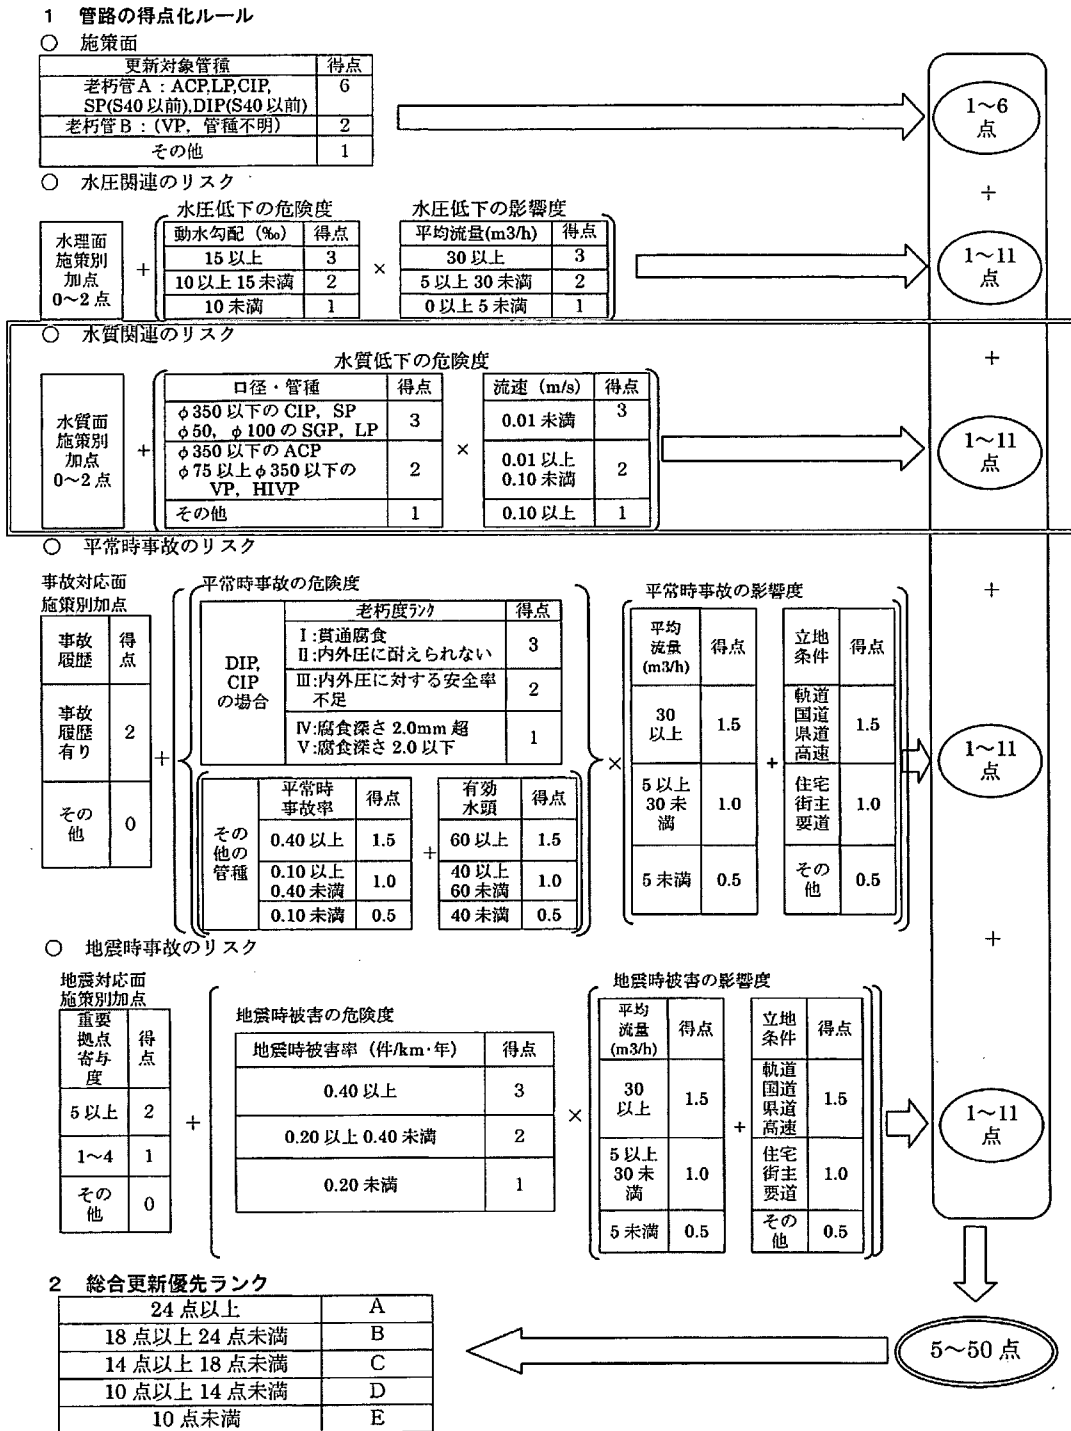 1 管路の得点化ルール
○ 施策面
更新対象管種 得点
老朽管A：ACP,LP,CIP, 6
SP(S40以前),DIP(S40以前)
老朽管B：(VP，管種不明) 2
その他 1
1～6
点
+
○ 水圧関連のリスク
水圧低下の危険度 水圧低下の影響度
水理面
施策別
加点
0～2点
+
動水勾配（‰） 得点
15以上 3
10以上15未満 2
10未満 1
×
平均流量(m3/h) 得点
30以上 3
5以上30未満 2
0以上5未満 1
1～11
点
+
○ 水質関連のリスク
水質低下の危険度
水質面
施策別
加点
0～2点
+
口径・管種 得点
φ350以下のCIP，SP 3
φ50，φ100のSGP，LP
φ350以下のACP 2
φ75以上φ350以下の
VP，HIVP
その他 1
×
流速（m/s） 得点
0.01未満 3
0.01以上 2
0.10未満
0.10以上 1
1～11
点
+
○ 平常時事故のリスク
事故対応面
施策別加点
事故
履歴
得
点
事故
履歴
有り
2
その
他
0
+
平常時事故の危険度
DIP,
CIP
の場合
老朽度ﾗﾝｸ 得点
Ⅰ:貫通腐食 3
Ⅱ:内外圧に耐えられない
Ⅲ:内外圧に対する安全率 2
不足
Ⅳ:腐食深さ2.0mm超 1
Ⅴ:腐食深さ2.0以下
その
他の
管種
平常時
事故率
得点
0.40以上 1.5
0.10以上 1.0
0.40未満
0.10未満 0.5
+
有効
水頭
得点
60以上 1.5
40以上 1.0
60未満
40未満 0.5
×
平常時事故の影響度
平均
流量
(m3/h)
得点
30
以上
1.5
5以上
30未
満
1.0
5未満 0.5
+
立地
条件
得点
軌道
国道
県道
高速
1.5
住宅
街主
要道
1.0
その
他
0.5
1～11
点
+
○ 地震時事故のリスク
地震対応面
施策別加点
重要
拠点
寄与
度
得
点
5以上 2
1～4 1
その
他
0
+
地震時被害の危険度
地震時被害率（件/km･年） 得点
0.40以上 3
0.20以上0.40未満 2
0.20未満 1
×
地震時被害の影響度
平均
流量
(m3/h)
得点
30
以上
1.5
5以上
30未
満
1.0
5未満 0.5
+
立地
条件
得点
軌道
国道
県道
高速
1.5
住宅
街主
要道
1.0
その
他
0.5
1～11
点
2 総合更新優先ランク
24点以上 A
18点以上24点未満 B
14点以上18点未満 C
10点以上14点未満 D
10点未満 E
5～50点